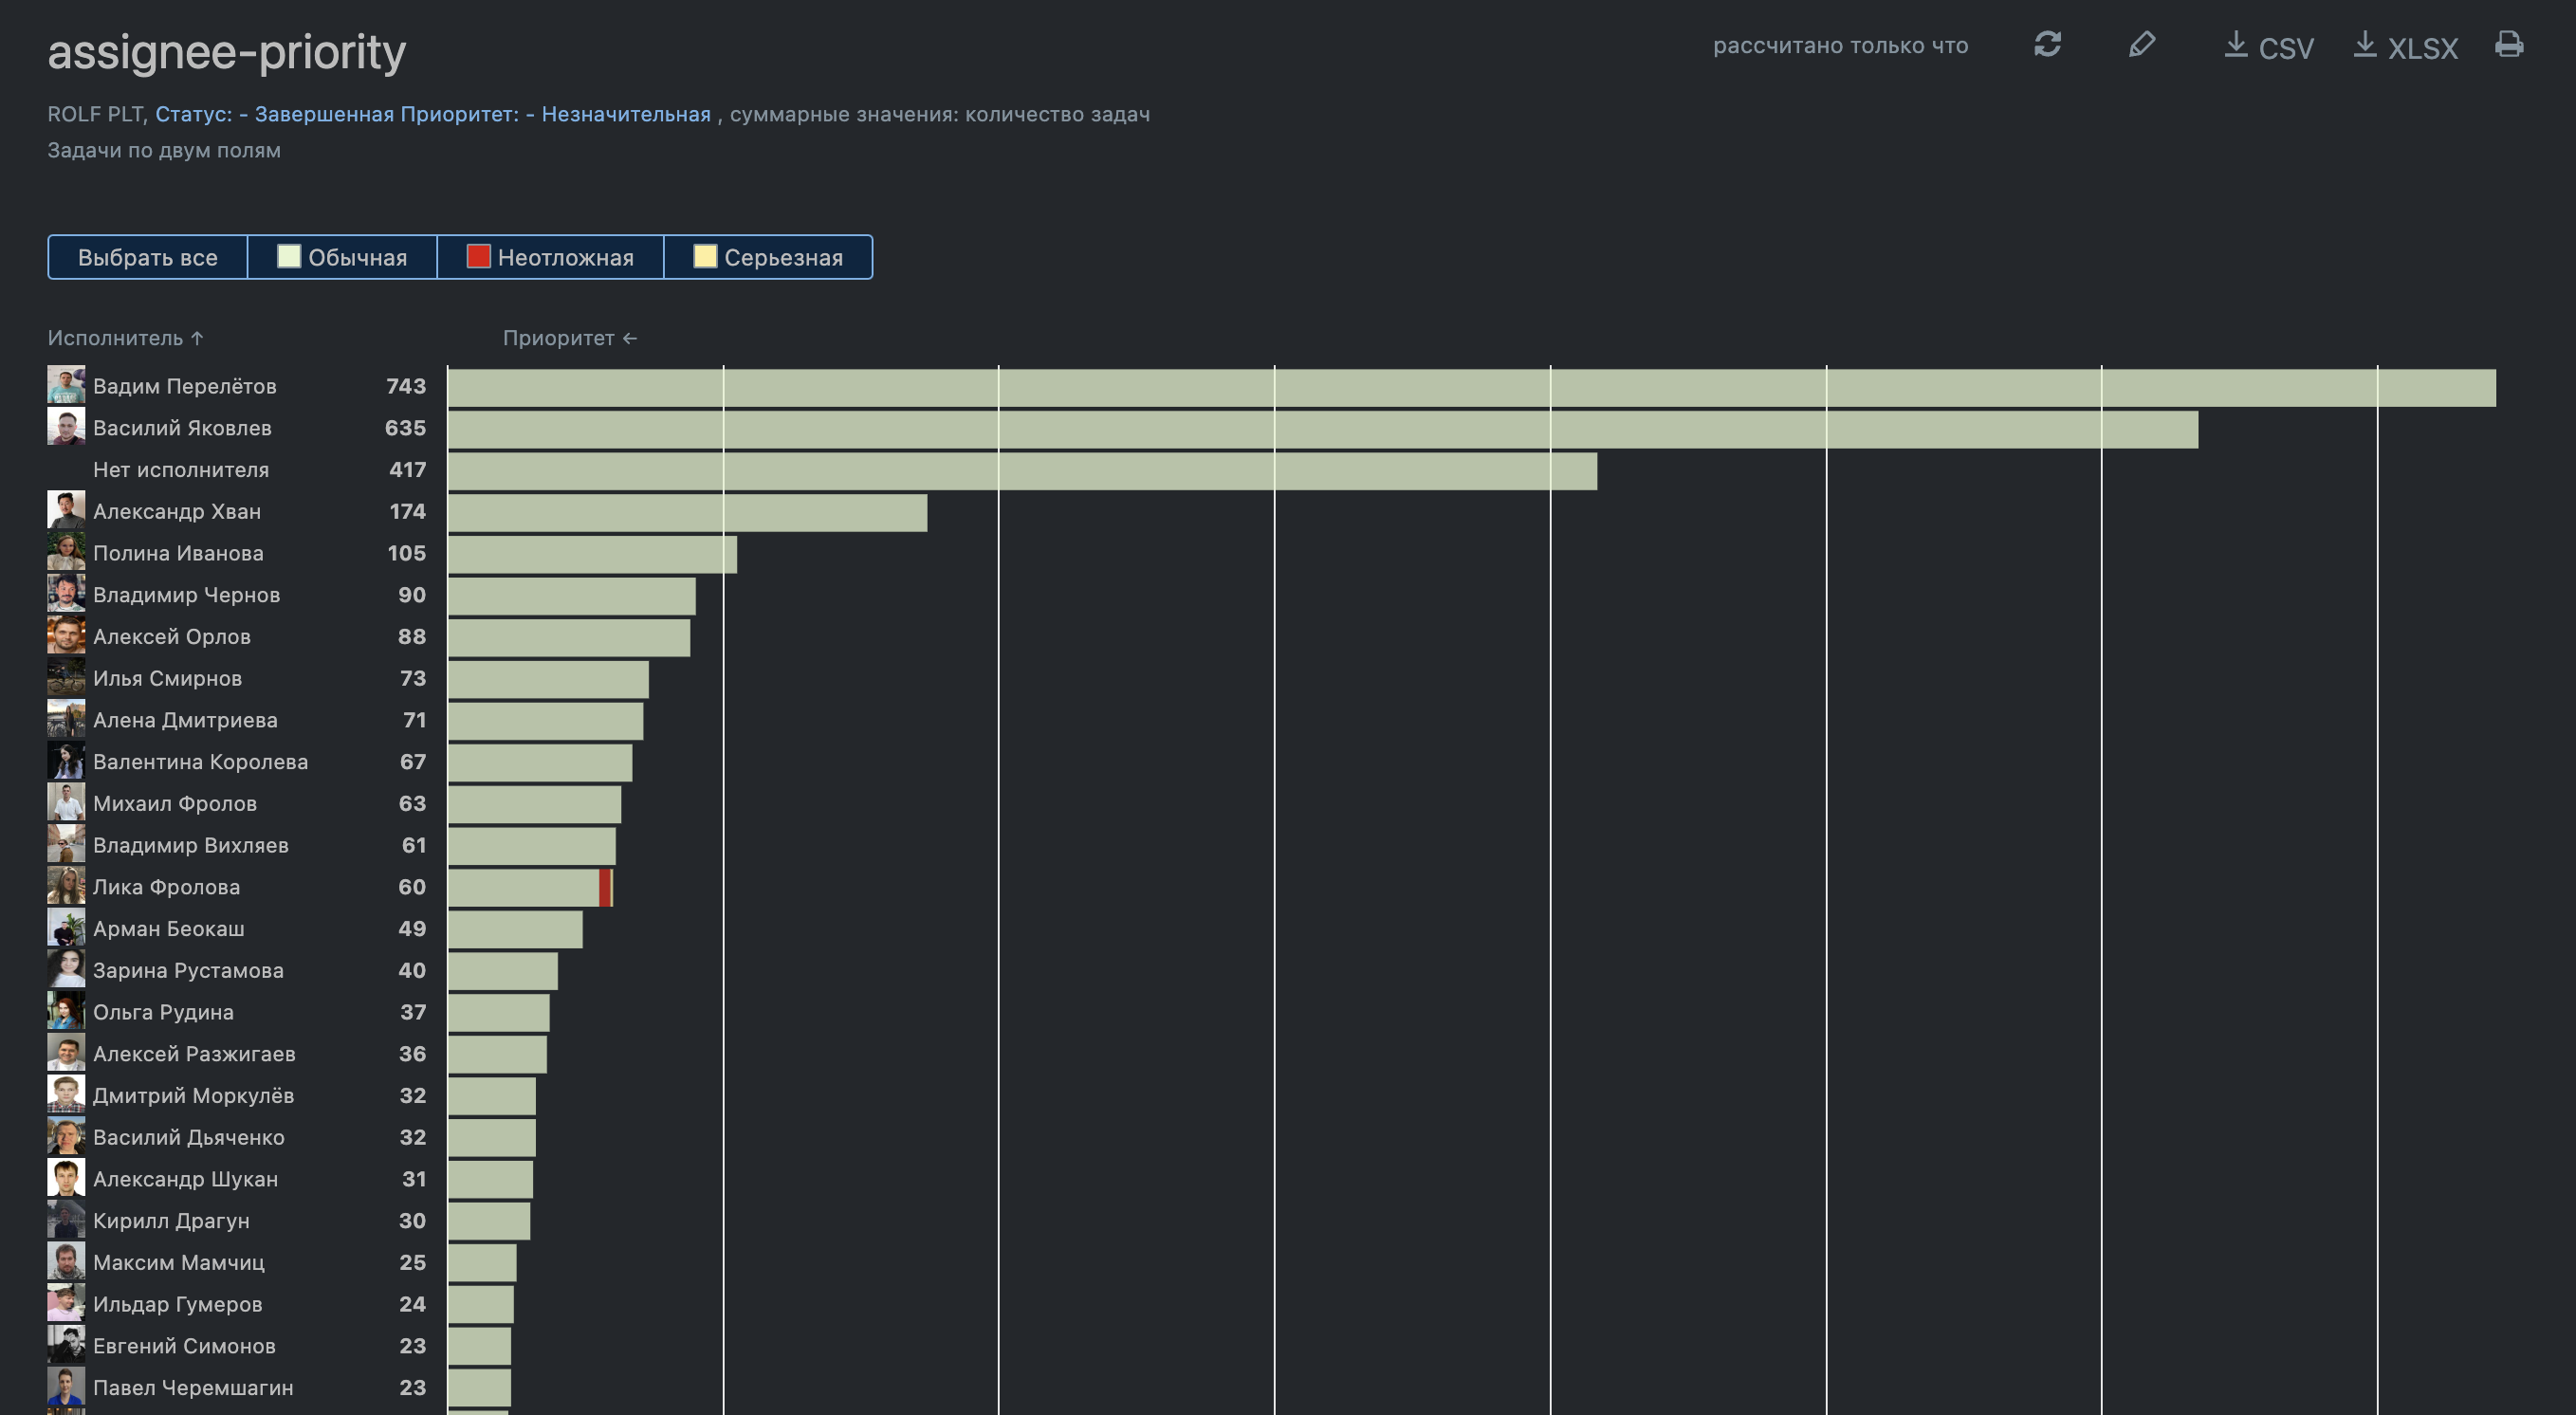 assignee-priority
рассчитано только что
CSV
XLSX
ROLF PLT, Статус: - Завершенная Приоритет: - Незначительная , суммарные значения: количество задач
Задачи по двум полям
Выбрать все
Обычная
Неотложная
Серьезная
Исполнитель ↑
Приоритет ←
Вадим Перелётов 743
Василий Яковлев 635
Нет исполнителя 417
Александр Хван 174
Полина Иванова 105
Владимир Чернов 90
Алексей Орлов 88
Илья Смирнов 73
Алена Дмитриева 71
Валентина Королева 67
Михаил Фролов 63
Владимир Вихляев 61
Лика Фролова 60
Арман Беокаш 49
Зарина Рустамова 40
Ольга Рудина 37
Алексей Разжигаев 36
Дмитрий Моркулёв 32
Василий Дьяченко 32
Александр Шукан 31
Кирилл Драгун 30
Максим Мамчиц 25
Ильдар Гумеров 24
Евгений Симонов 23
Павел Черемшагин 23